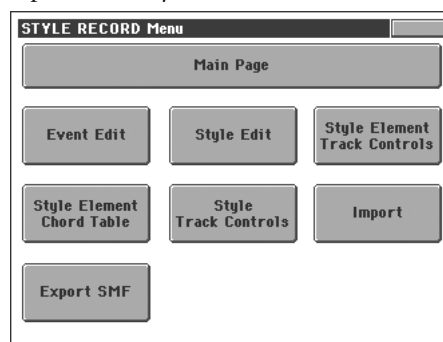 STYLE RECORD Menu
Main Page
Event Edit
Style Edit
Style Element
Track Controls
Style Element
Chord Table
Style
Track Controls
Import
Export SMF